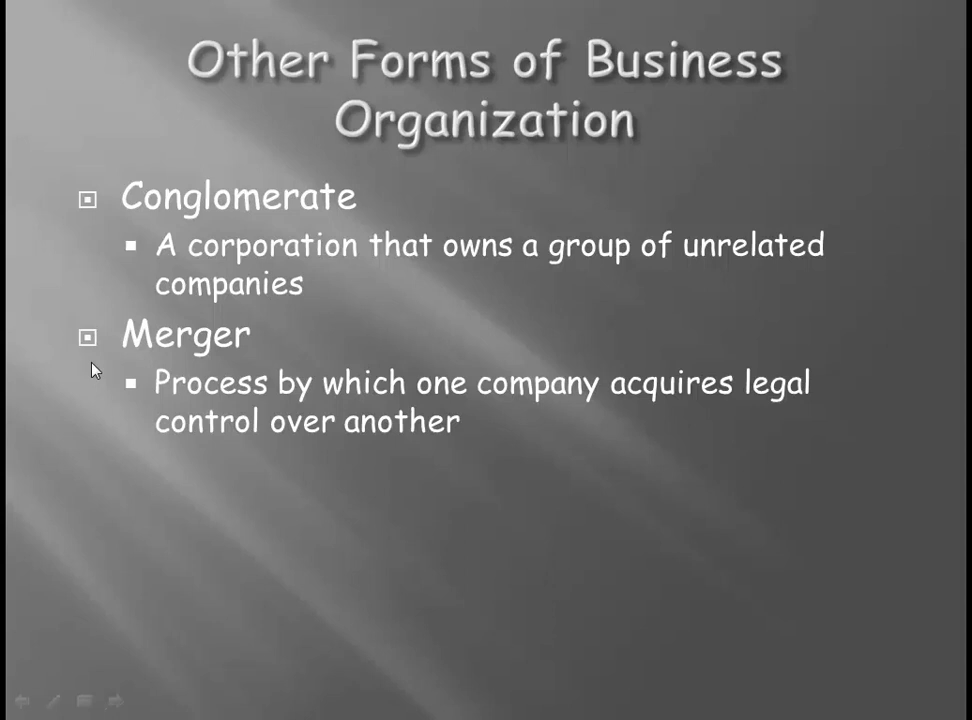 Other Forms of Business
Organization
Conglomerate
A corporation that owns a group of unrelated
companies
Merger
Process by which one company acquires legal
control over another